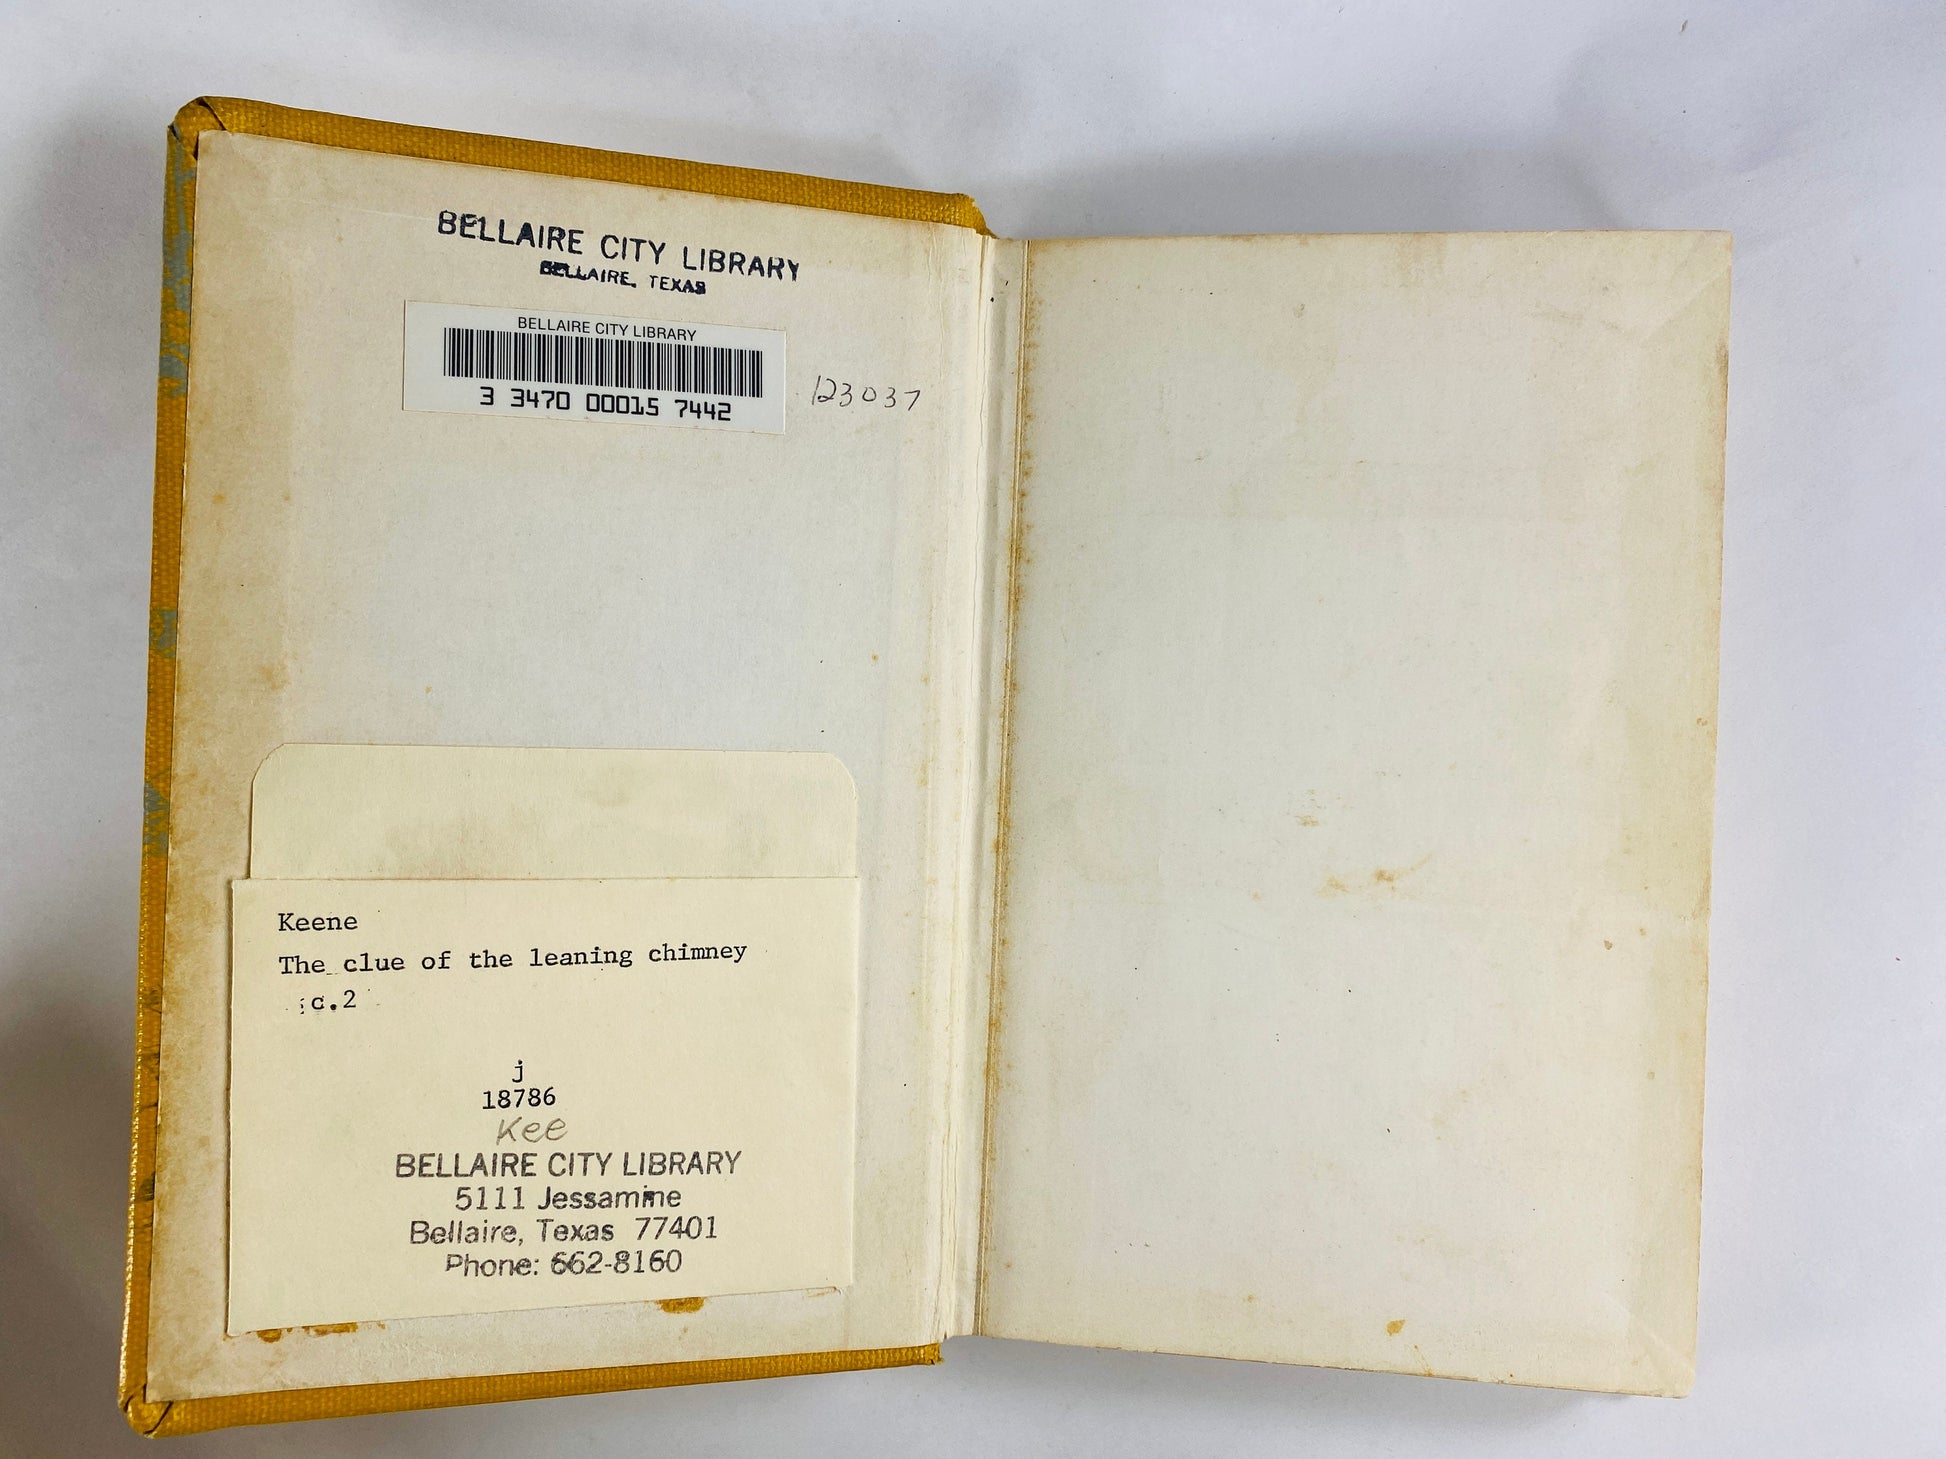 BELLAIRE CITY LIBRARY
BELLAIRE, TEXAS
BELLAIRE CITY LIBRARY
3 3470 00015 7442
123037
Keene
The clue of the leaning chimney
c.2
j
18786
Kee
BELLAIRE CITY LIBRARY
5111 Jessamine
Bellaire, Texas 77401
Phone: 662-8160